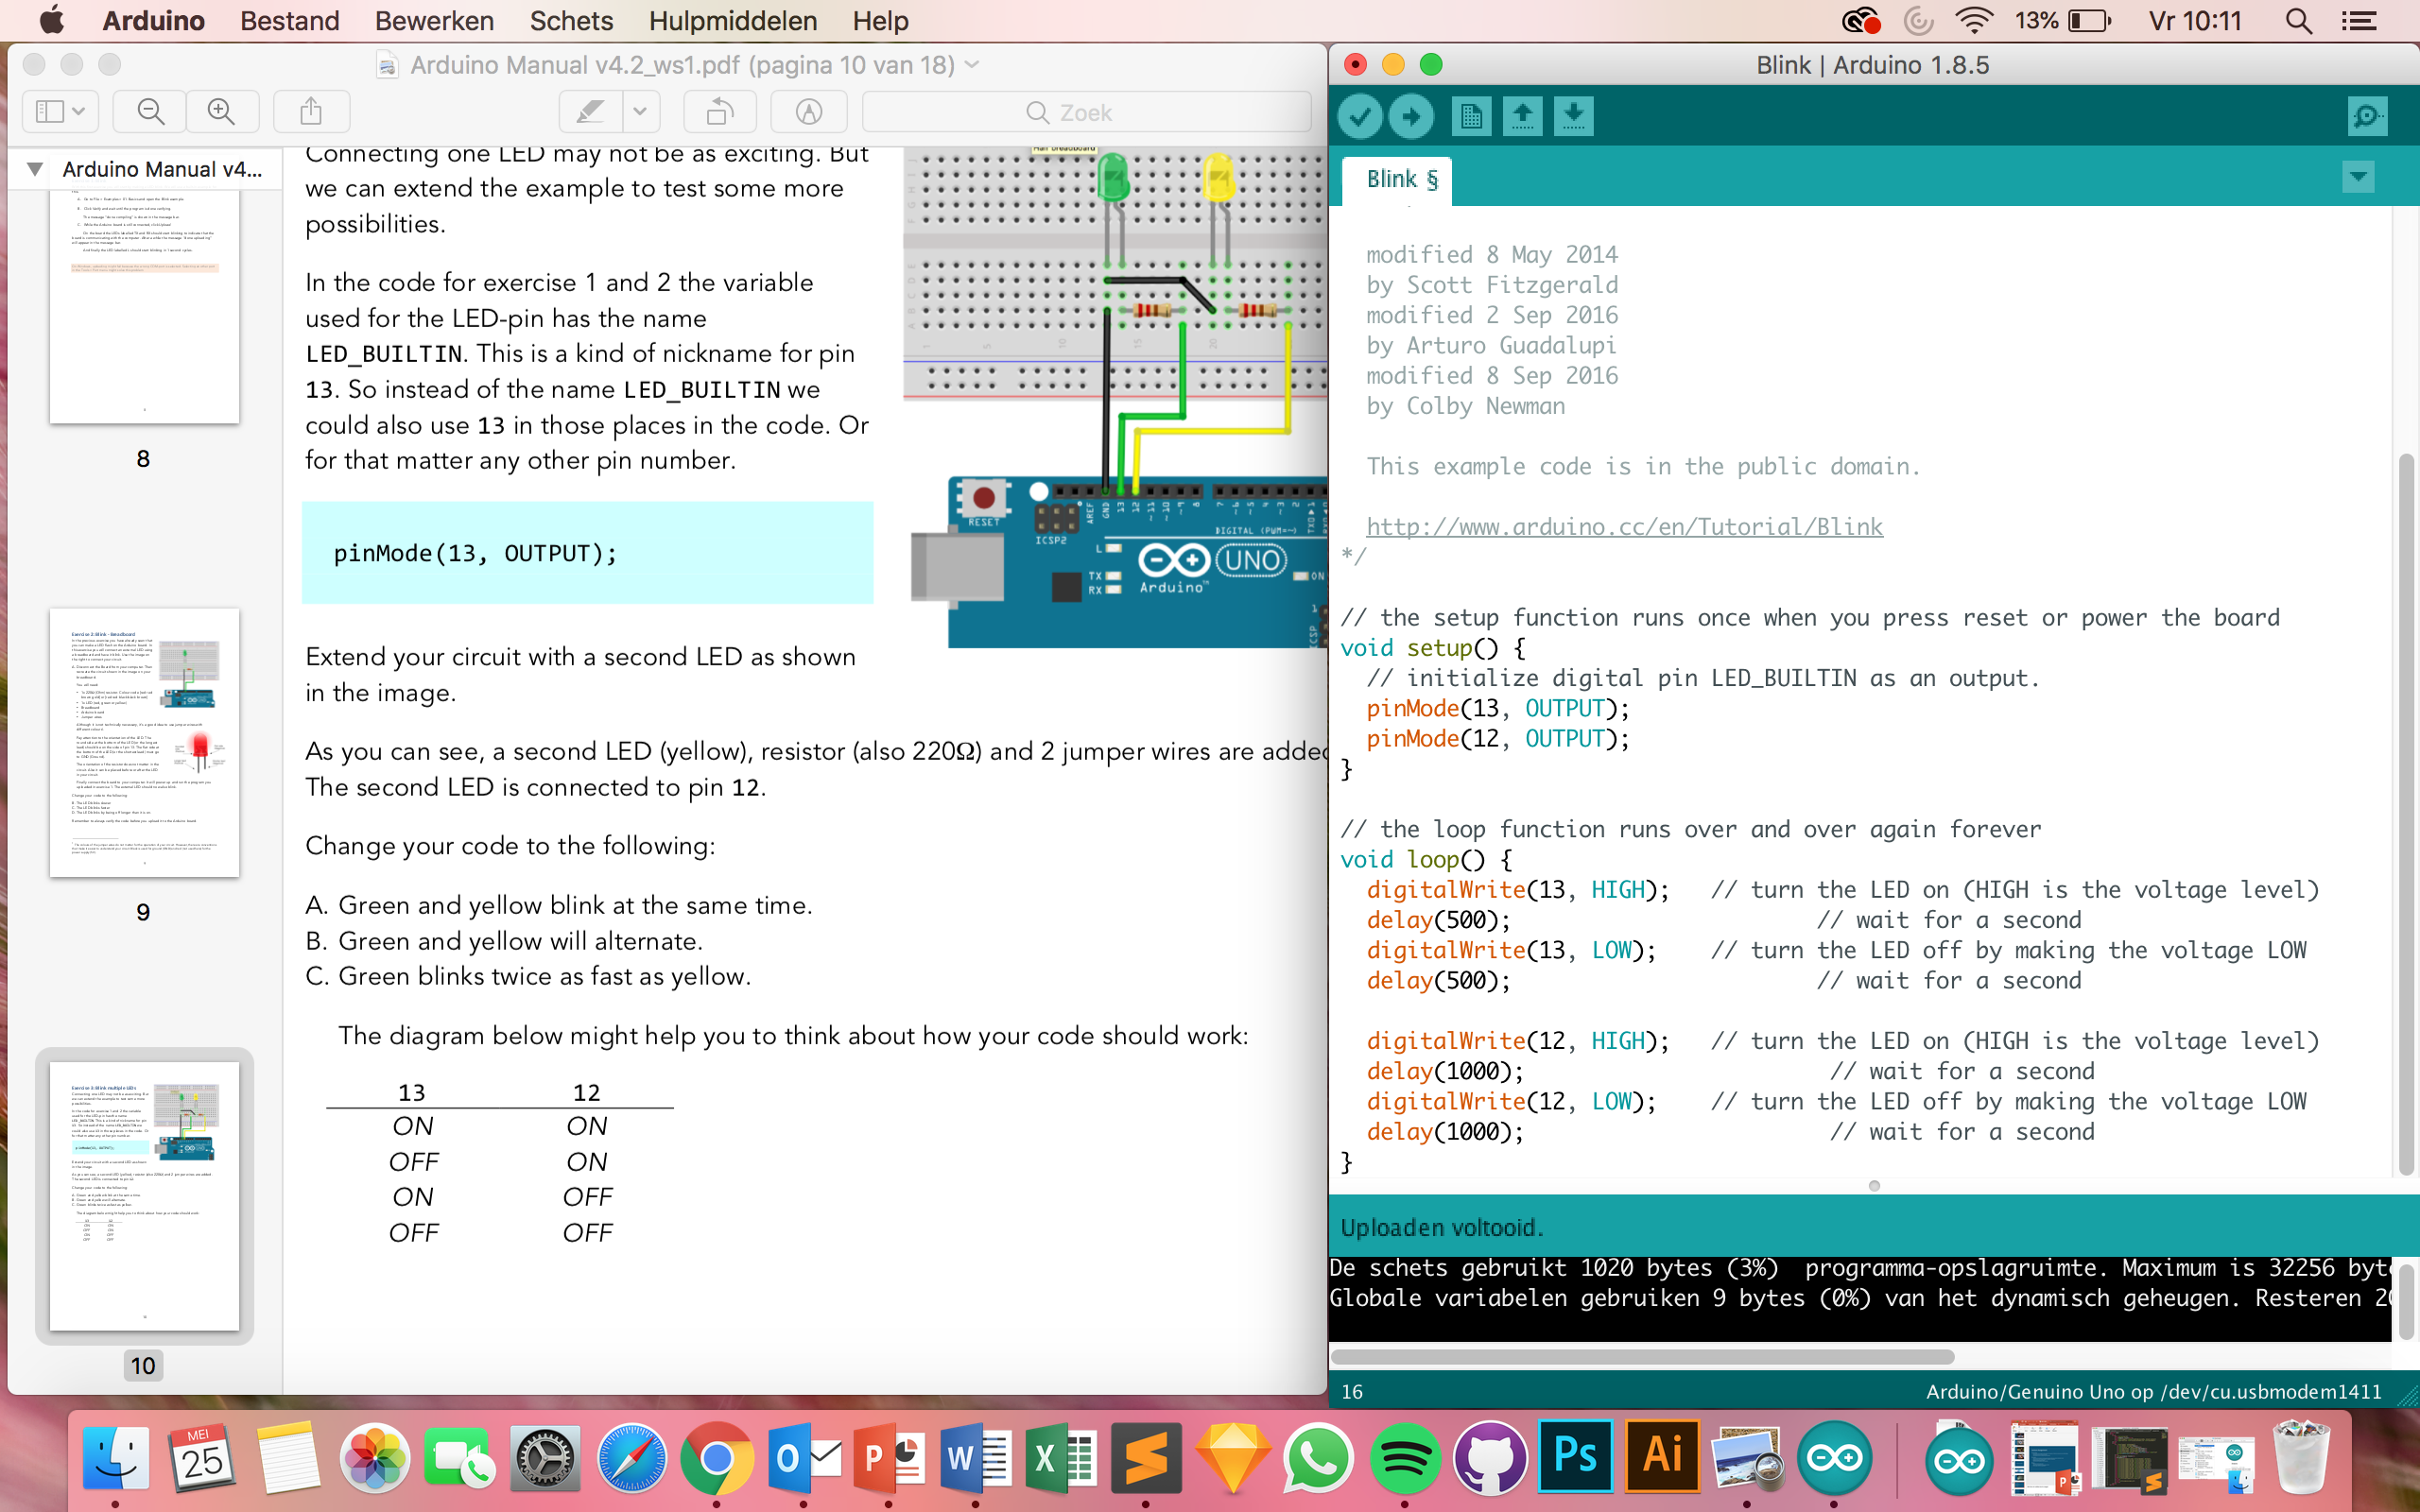 Arduino Bestand Bewerken Schets Hulpmiddelen Help 13% Vr 10:11
Arduino Manual v4.2_ws1.pdf (pagina 10 van 18)
Zoek
Arduino Manual v4...
8
9
10
Connecting one LED may not be as exciting. But
we can extend the example to test some more
possibilities.
In the code for exercise 1 and 2 the variable
used for the LED-pin has the name
LED_BUILTIN. This is a kind of nickname for pin
13. So instead of the name LED_BUILTIN we
could also use 13 in those places in the code. Or
for that matter any other pin number.
pinMode(13, OUTPUT);
RESET
ICSP2
AREF
GND
13
12
~11
~10
~9
8
7
~6
~5
4
~3
2
DIGITAL (PWM=~)
L
TX
RX
UNO
ON
Arduino
ICSP
1
Extend your circuit with a second LED as shown
in the image.
As you can see, a second LED (yellow), resistor (also 220Ω) and 2 jumper wires are added
The second LED is connected to pin 12.
Change your code to the following:
A. Green and yellow blink at the same time.
B. Green and yellow will alternate.
C. Green blinks twice as fast as yellow.
The diagram below might help you to think about how your code should work:
13 12
ON ON
OFF ON
ON OFF
OFF OFF
Blink | Arduino 1.8.5
Blink §
modified 8 May 2014
by Scott Fitzgerald
modified 2 Sep 2016
by Arturo Guadalupi
modified 8 Sep 2016
by Colby Newman
This example code is in the public domain.
http://www.arduino.cc/en/Tutorial/Blink
*/
// the setup function runs once when you press reset or power the board
void setup() {
// initialize digital pin LED_BUILTIN as an output.
pinMode(13, OUTPUT);
pinMode(12, OUTPUT);
}
// the loop function runs over and over again forever
void loop() {
digitalWrite(13, HIGH); // turn the LED on (HIGH is the voltage level)
delay(500); // wait for a second
digitalWrite(13, LOW); // turn the LED off by making the voltage LOW
delay(500); // wait for a second
digitalWrite(12, HIGH); // turn the LED on (HIGH is the voltage level)
delay(1000); // wait for a second
digitalWrite(12, LOW); // turn the LED off by making the voltage LOW
delay(1000); // wait for a second
}
Uploaden voltooid.
De schets gebruikt 1020 bytes (3%) programma-opslagruimte. Maximum is 32256
Globale variabelen gebruiken 9 bytes (0%) van het dynamisch geheugen. Resteren
16 Arduino/Genuino Uno op /dev/cu.usbmodem1411
MEI
25
O
P
W
X
Ps
Ai